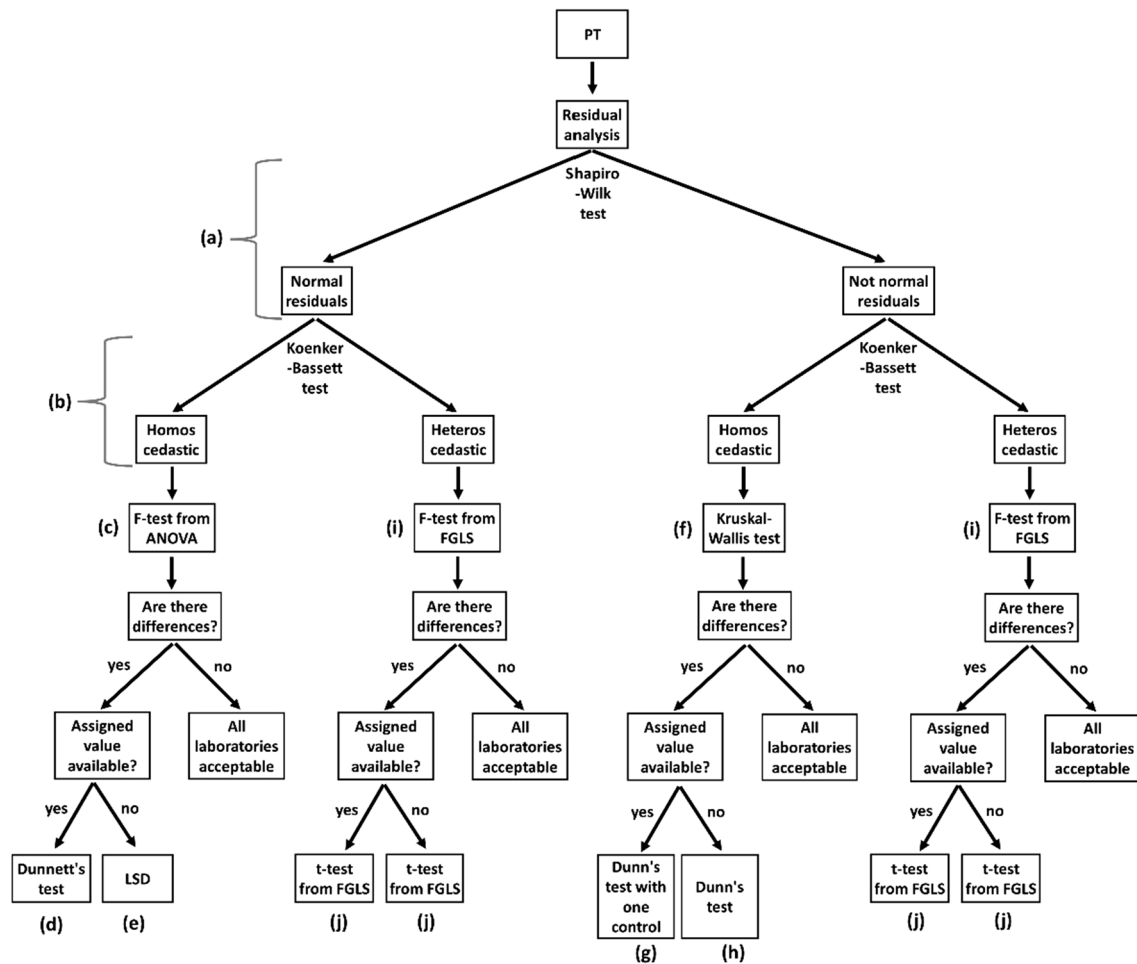 PT
Residual
analysis
Shapiro
-Wilk
test
(a)
Normal
residuals
Not normal
residuals
Koenker
-Bassett
test
Koenker
-Bassett
test
(b)
Homos
cedastic
Heteros
cedastic
Homos
cedastic
Heteros
cedastic
(c)
F-test from
ANOVA
(i)
F-test from
FGLS
(f)
Kruskal-
Wallis test
(i)
F-test from
FGLS
Are there
differences?
Are there
differences?
Are there
differences?
Are there
differences?
yes
no
yes
no
yes
no
yes
no
Assigned
value
available?
All
laboratories
acceptable
Assigned
value
available?
All
laboratories
acceptable
Assigned
value
available?
All
laboratories
acceptable
Assigned
value
available?
All
laboratories
acceptable
yes
no
yes
no
yes
no
yes
no
Dunnett's
test
LSD
t-test
from FGLS
t-test
from FGLS
Dunn's
test with
one
control
Dunn's
test
t-test
from FGLS
t-test
from FGLS
(d)
(e)
(j)
(j)
(g)
(h)
(j)
(j)